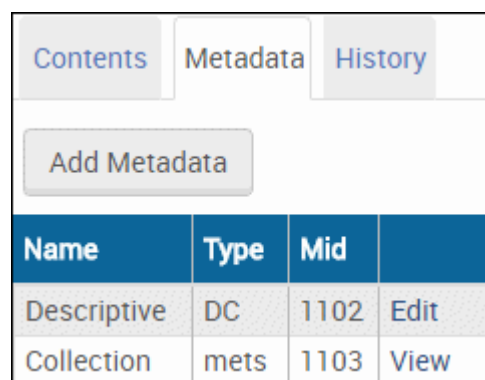 Contents Metadata History
Add Metadata
Name Type Mid
Descriptive DC 1102 Edit
Collection mets 1103 View